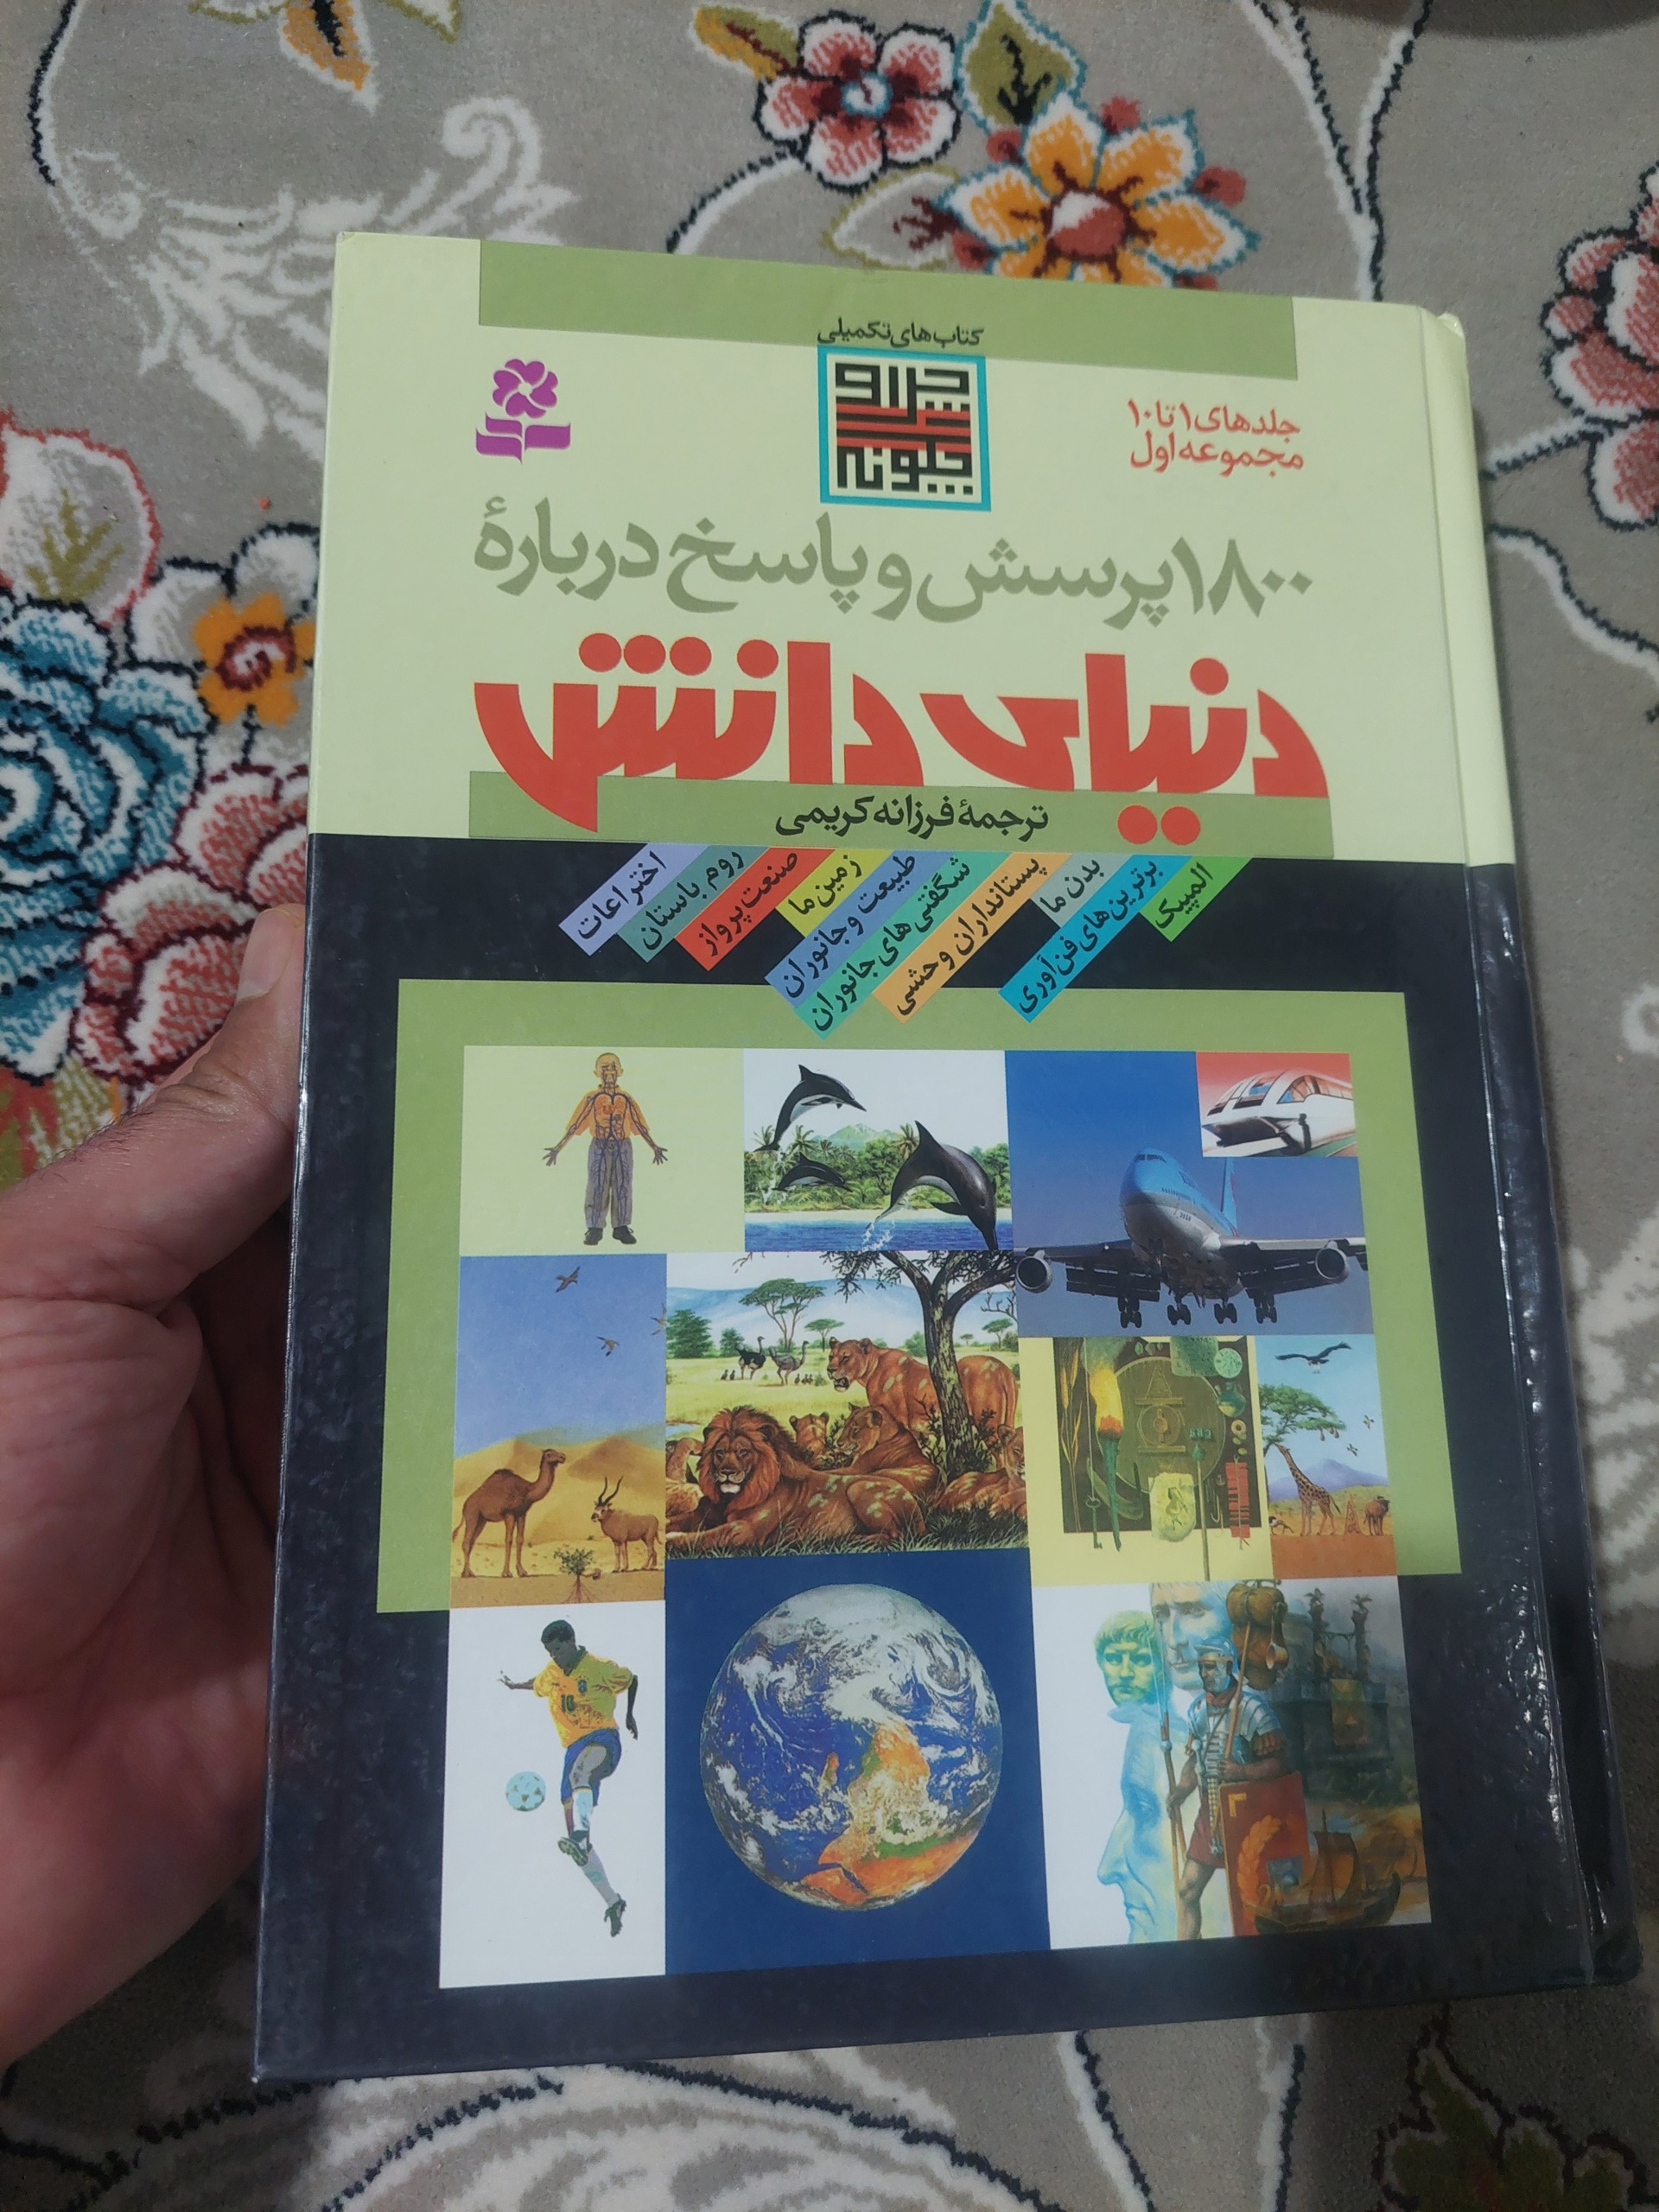 کتاب‌های تکمیلی
چرا و
چگونه
جلدهای ۱ تا ۱۰
مجموعه اول
۱۸۰۰ پرسش و پاسخ دربارهٔ
دنیای دانش
ترجمهٔ فرزانه کریمی
المپیک
برترین‌های فن‌آوری
بدن ما
پستانداران وحشی
شگفتی‌های جانوران
طبیعت و جانوران
زمین ما
صنعت پرواز
روم باستان
اختراعات
10